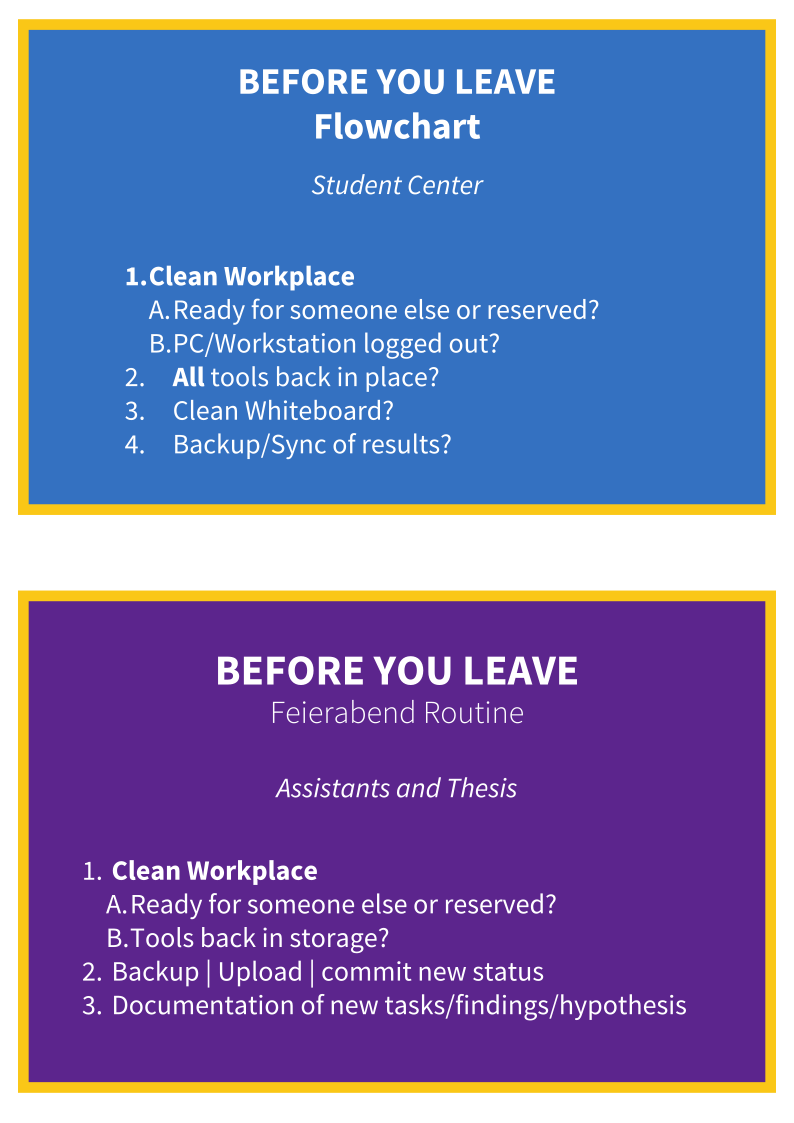 BEFORE YOU LEAVE
Flowchart
Student Center
1. Clean Workplace
A. Ready for someone else or reserved?
B. PC/Workstation logged out?
2. All tools back in place?
3. Clean Whiteboard?
4. Backup/Sync of results?
BEFORE YOU LEAVE
Feierabend Routine
Assistants and Thesis
1. Clean Workplace
A. Ready for someone else or reserved?
B. Tools back in storage?
2. Backup | Upload | commit new status
3. Documentation of new tasks/findings/hypothesis